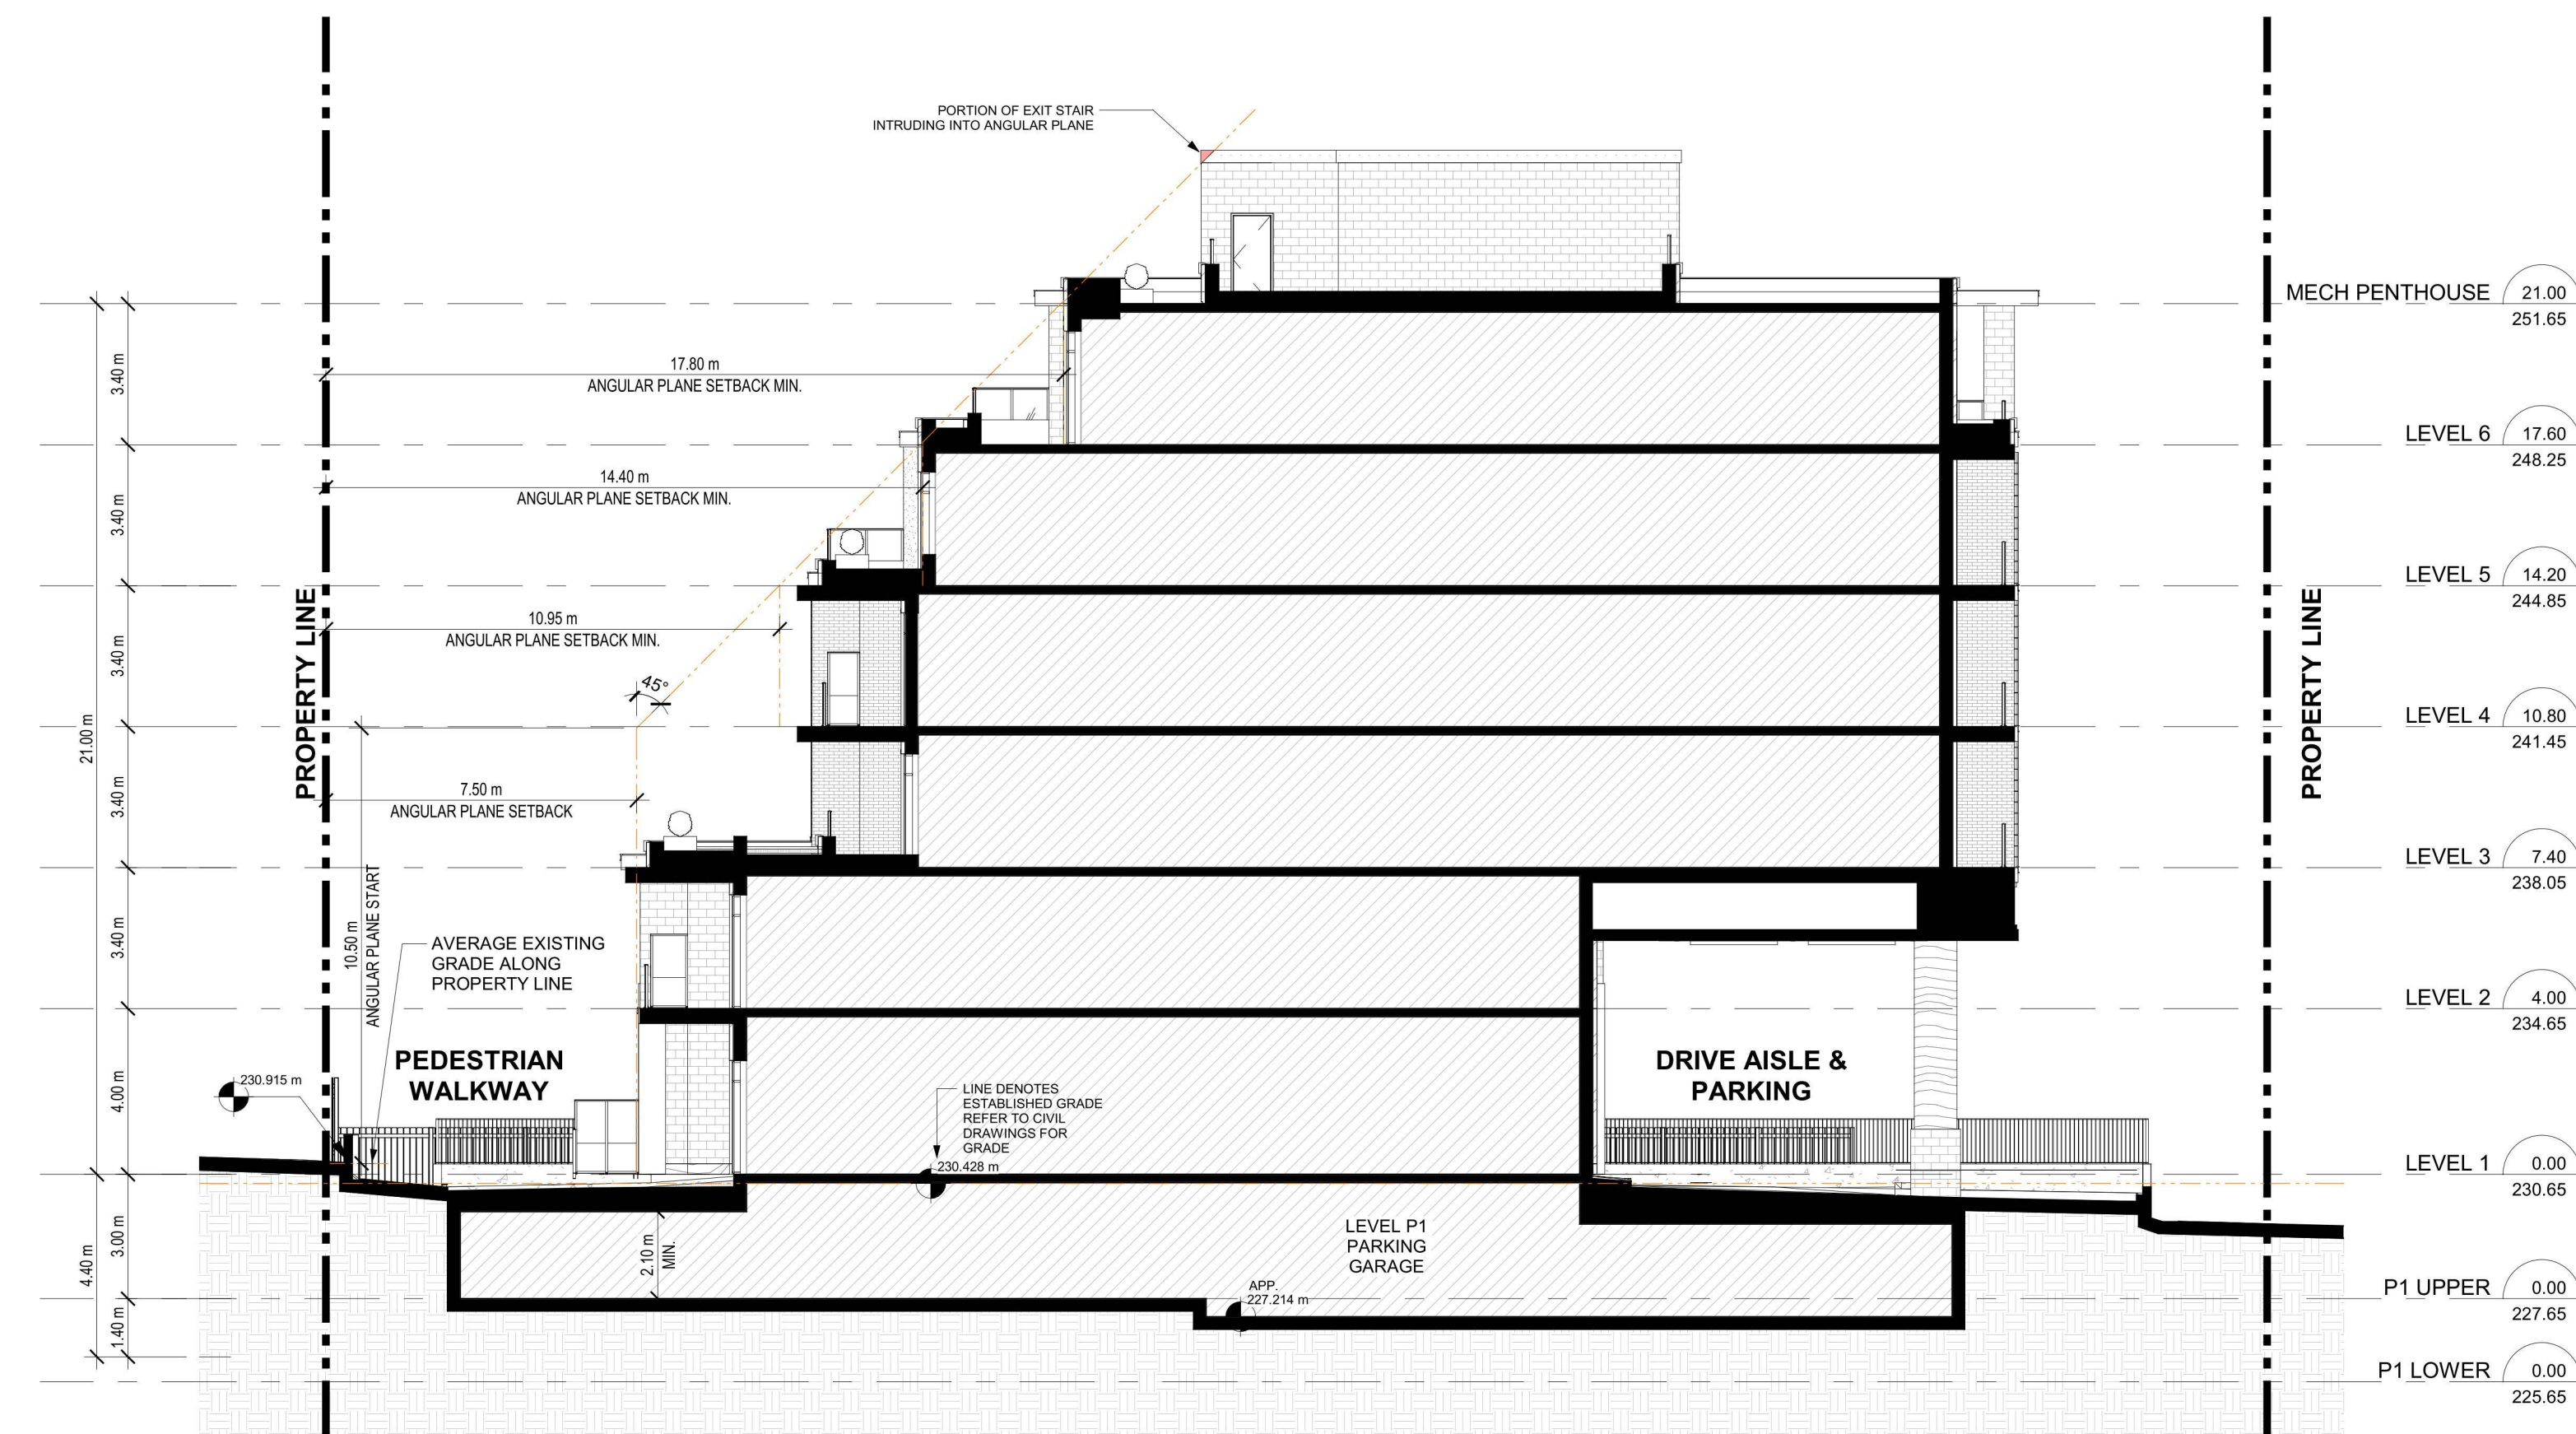 PORTION OF EXIT STAIR
INTRUDING INTO ANGULAR PLANE
MECH PENTHOUSE
21.00
251.65
3.40 m
17.80 m
ANGULAR PLANE SETBACK MIN.
LEVEL 6
17.60
248.25
3.40 m
14.40 m
ANGULAR PLANE SETBACK MIN.
LEVEL 5
14.20
244.85
PROPERTY LINE
PROPERTY LINE
3.40 m
10.95 m
ANGULAR PLANE SETBACK MIN.
45°
LEVEL 4
10.80
241.45
21.00 m
3.40 m
7.50 m
ANGULAR PLANE SETBACK
LEVEL 3
7.40
238.05
3.40 m
10.50 m
ANGULAR PLANE START
AVERAGE EXISTING
GRADE ALONG
PROPERTY LINE
LEVEL 2
4.00
234.65
4.00 m
230.915 m
PEDESTRIAN
WALKWAY
LINE DENOTES
ESTABLISHED GRADE
REFER TO CIVIL
DRAWINGS FOR
GRADE
230.428 m
DRIVE AISLE &
PARKING
LEVEL 1
0.00
230.65
4.40 m
3.00 m
2.10 m
MIN.
LEVEL P1
PARKING
GARAGE
APP.
227.214 m
P1 UPPER
0.00
227.65
1.40 m
P1 LOWER
0.00
225.65